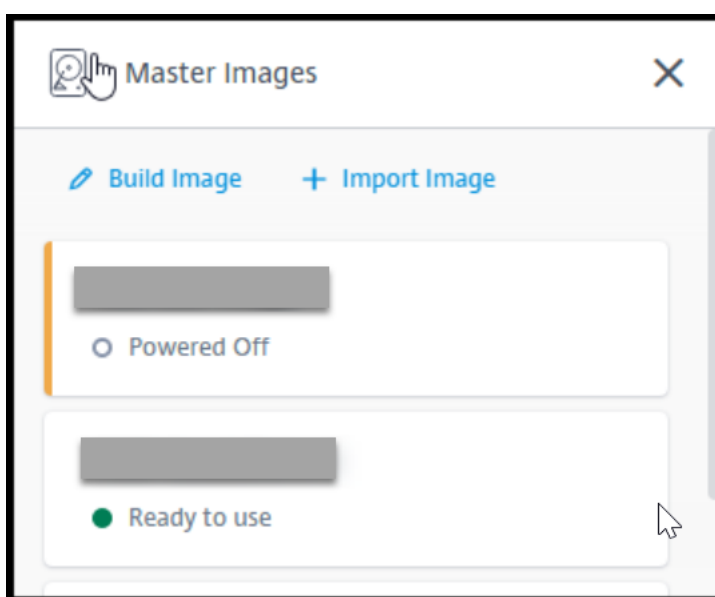 Master Images
Build Image
Import Image
Powered Off
Ready to use